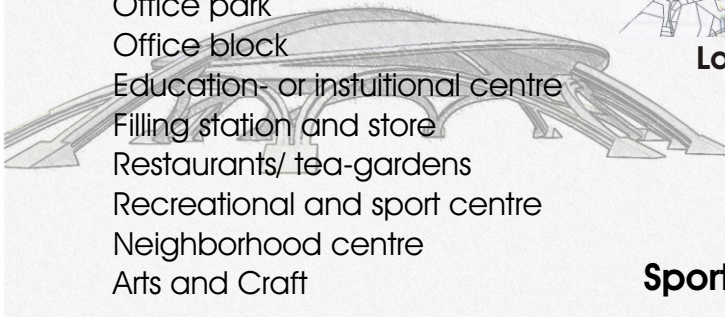 Office park
Office block
Education- or instuitional centre
Filling station and store
Restaurants/ tea-gardens
Recreational and sport centre
Neighborhood centre
Arts and Craft
Sport